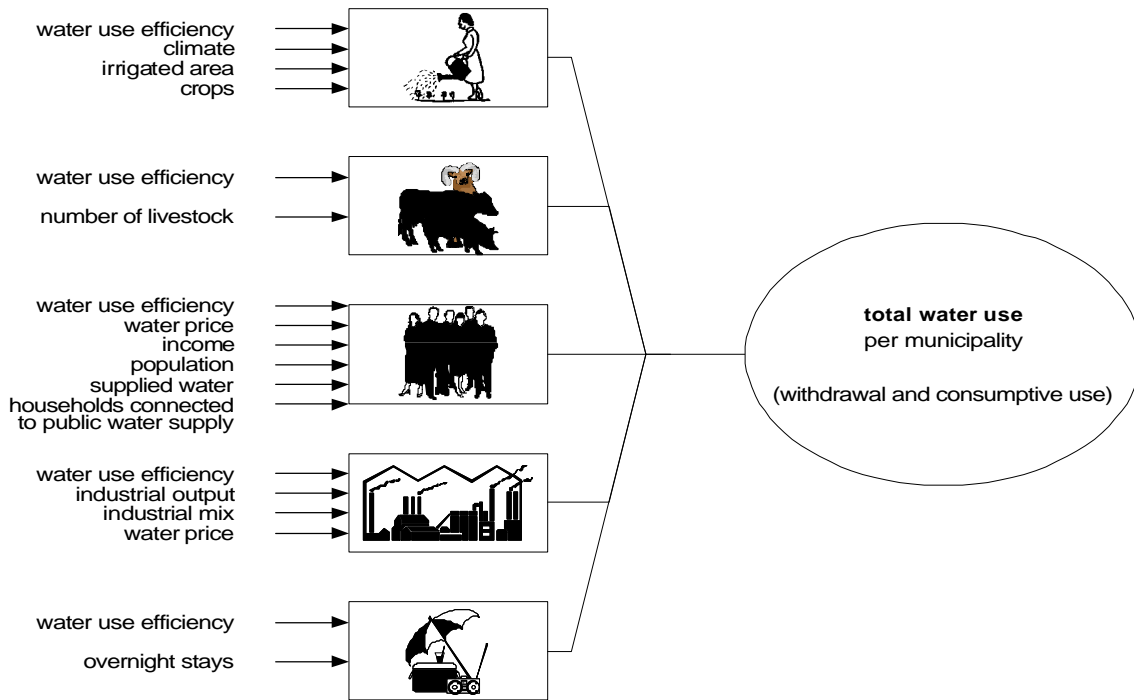 water use efficiency
climate
irrigated area
crops
water use efficiency
number of livestock
water use efficiency
water price
income
population
supplied water
households connected
to public water supply
water use efficiency
industrial output
industrial mix
water price
water use efficiency
overnight stays
total water use
per municipality
(withdrawal and consumptive use)